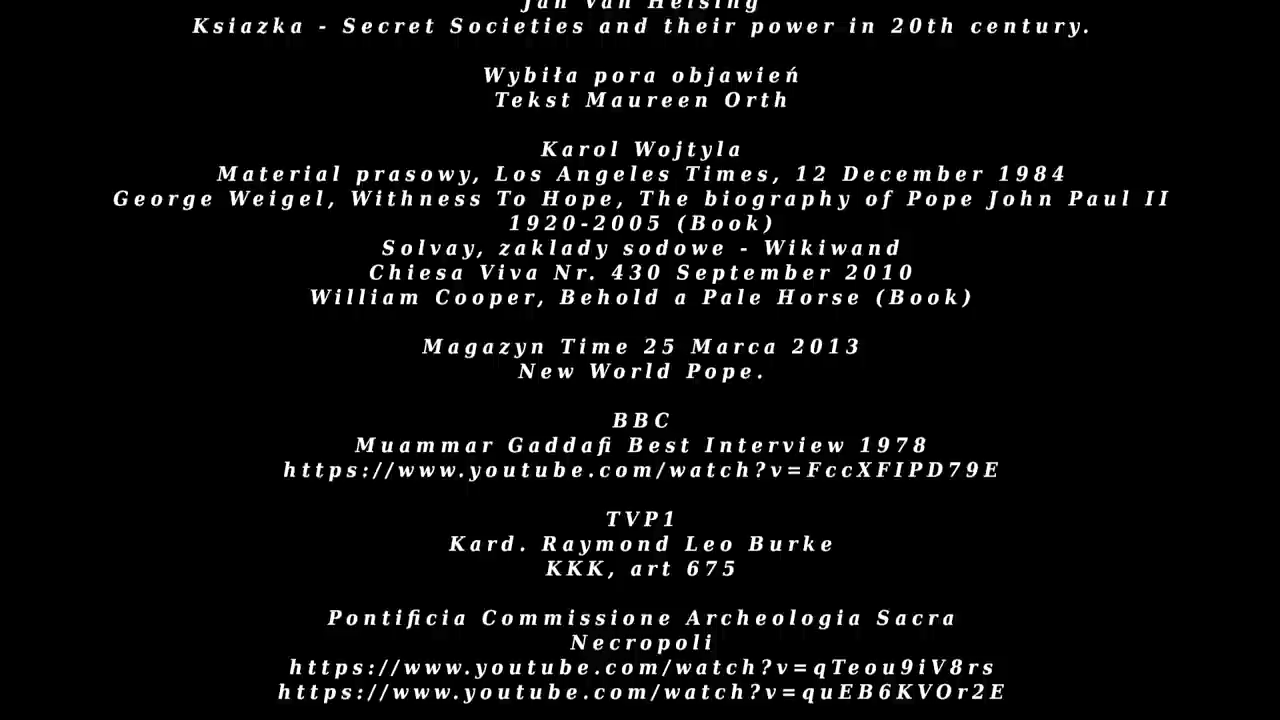 Jan van Helsing
Ksiazka - Secret Societies and their power in 20th century.
Wybiła pora objawień
Tekst Maureen Orth
Karol Wojtyla
Material prasowy, Los Angeles Times, 12 December 1984
George Weigel, Withness To Hope, The biography of Pope John Paul II
1920-2005 (Book)
Solvay, zaklady sodowe - Wikiwand
Chiesa Viva Nr. 430 September 2010
William Cooper, Behold a Pale Horse (Book)
Magazyn Time 25 Marca 2013
New World Pope.
BBC
Muammar Gaddafi Best Interview 1978
https://www.youtube.com/watch?v=FccXFIPD79E
TVP1
Kard. Raymond Leo Burke
KKK, art 675
Pontificia Commissione Archeologia Sacra
Necropoli
https://www.youtube.com/watch?v=qTeou9iV8rs
https://www.youtube.com/watch?v=quEB6KVOr2E